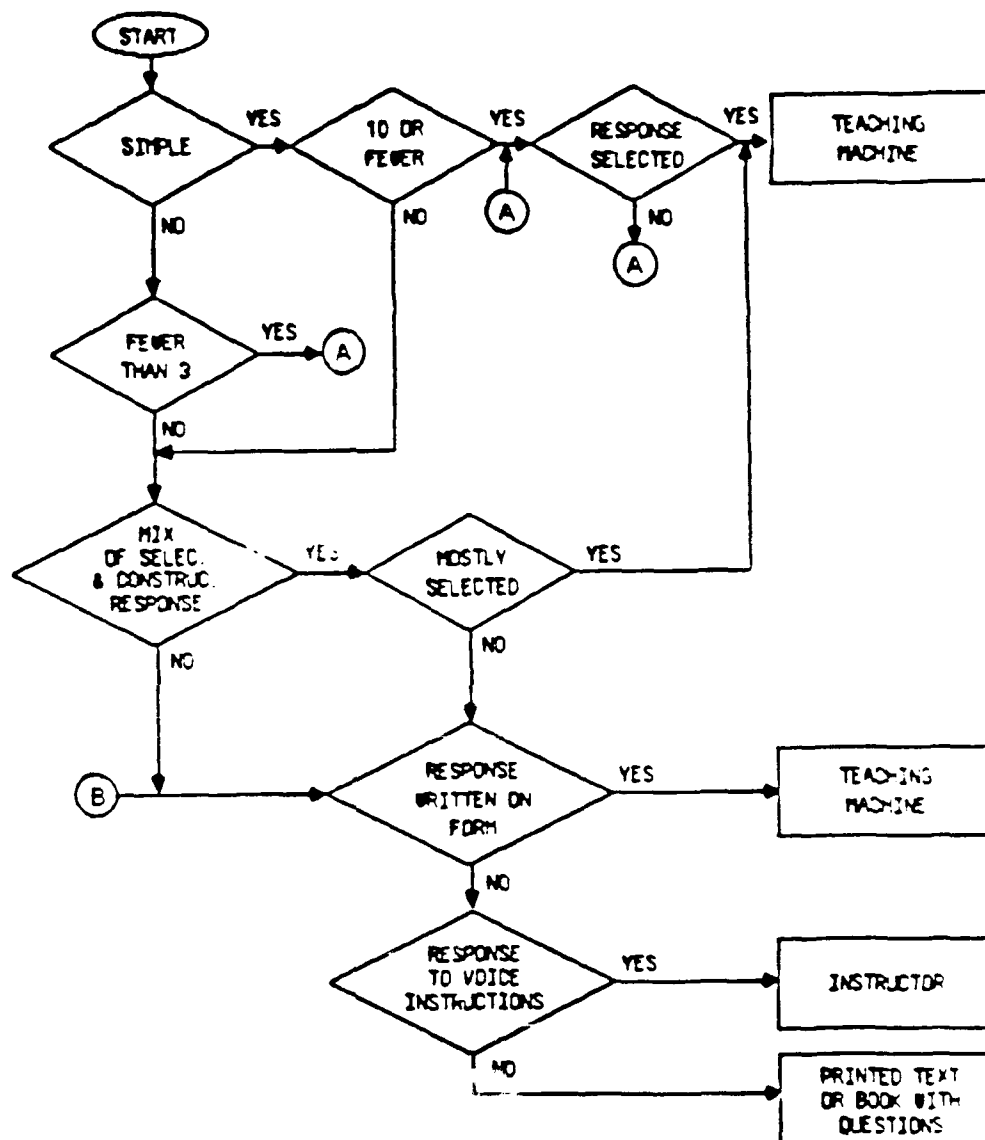 START
SIMPLE
YES
10 OR
FEWER
YES
RESPONSE
SELECTED
YES
TEACHING
MACHINE
NO
NO
A
NO
A
FEWER
THAN 3
YES
A
NO
MIX
OF SELEC.
& CONSTRUC.
RESPONSE
YES
MOSTLY
SELECTED
YES
NO
NO
B
RESPONSE
WRITTEN ON
FORM
YES
TEACHING
MACHINE
NO
RESPONSE
TO VOICE
INSTRUCTIONS
YES
INSTRUCTOR
NO
PRINTED TEXT
OR BOOK WITH
QUESTIONS